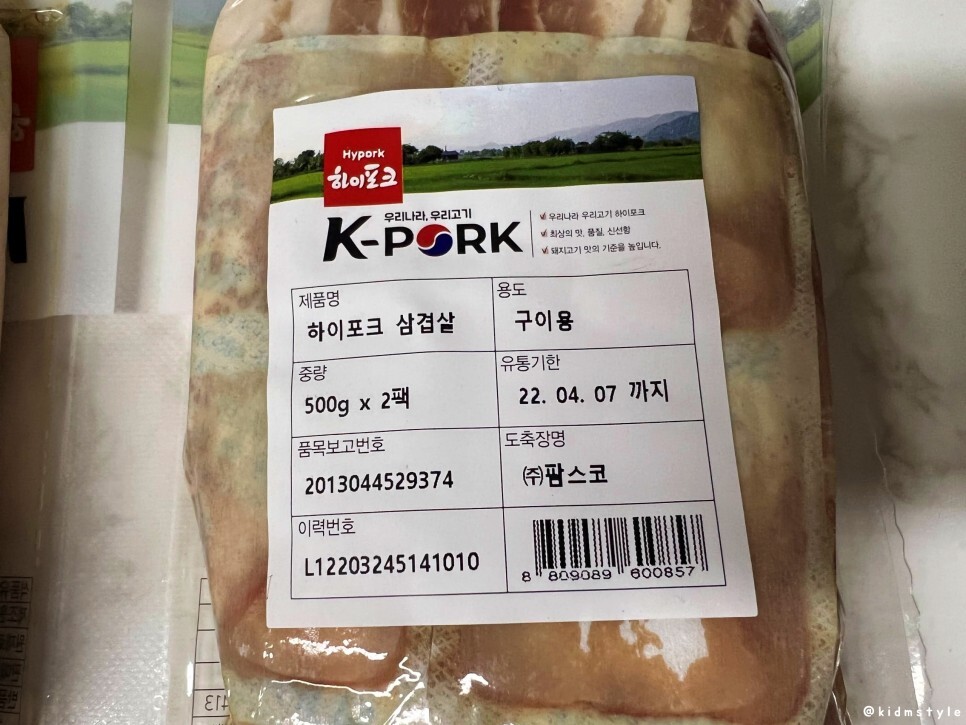 Hypork
하이포크
우리나라, 우리고기
K-PORK
우리나라 우리고기 하이포크
최상의 맛, 품질, 신선함
돼지고기 맛의 기준을 높입니다.
제품명
하이포크 삼겹살
용도
구이용
중량
500g x 2팩
유통기한
22. 04. 07 까지
품목보고번호
2013044529374
도축장명
㈜팜스코
이력번호
L12203245141010
8 809089 600857
@kidmstyle